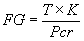 FG = T × K / Pcr